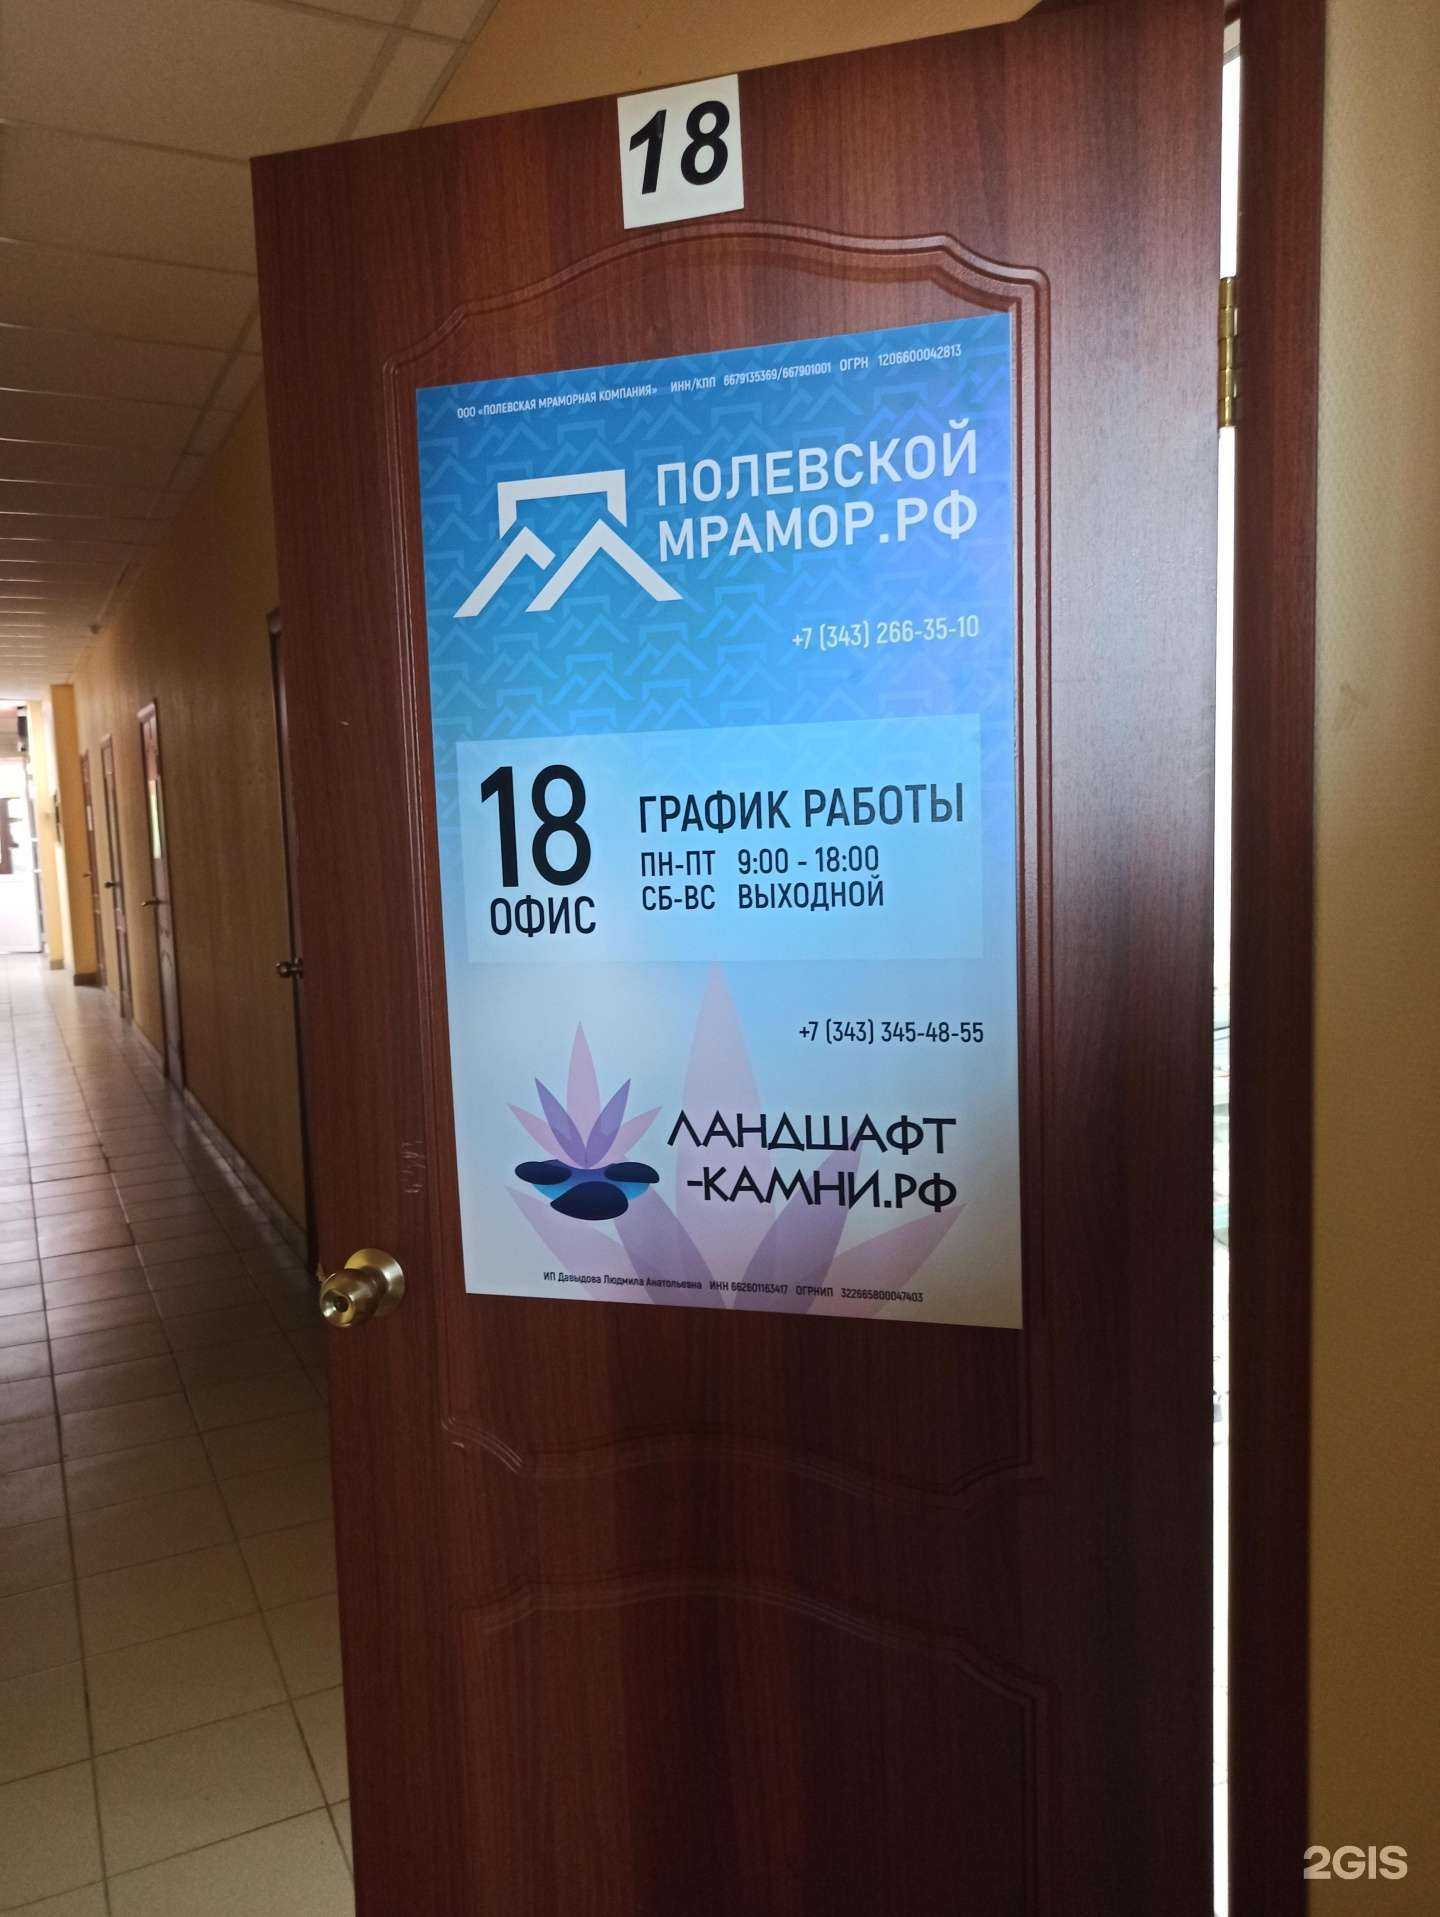 18
ООО «ПОЛЕВСКАЯ МРАМОРНАЯ КОМПАНИЯ» ИНН/КПП 6679135369/667901001 ОГРН 1206600042813
ПОЛЕВСКОЙ
МРАМОР.РФ
+7 (343) 266-35-10
18
ОФИС
ГРАФИК РАБОТЫ
ПН-ПТ 9:00 - 18:00
СБ-ВС ВЫХОДНОЙ
+7 (343) 345-48-55
ЛАНДШАФТ
-КАМНИ.РФ
ИП Давыдова Людмила Анатольевна ИНН 662601163417 ОГРНИП 322665800047403
2GIS